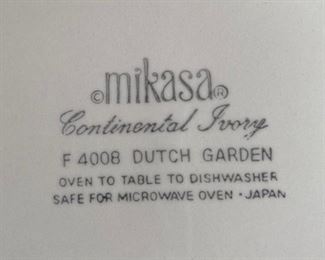 ©mikasa®
Continental Ivory
F 4008 DUTCH GARDEN
OVEN TO TABLE TO DISHWASHER
SAFE FOR MICROWAVE OVEN • JAPAN